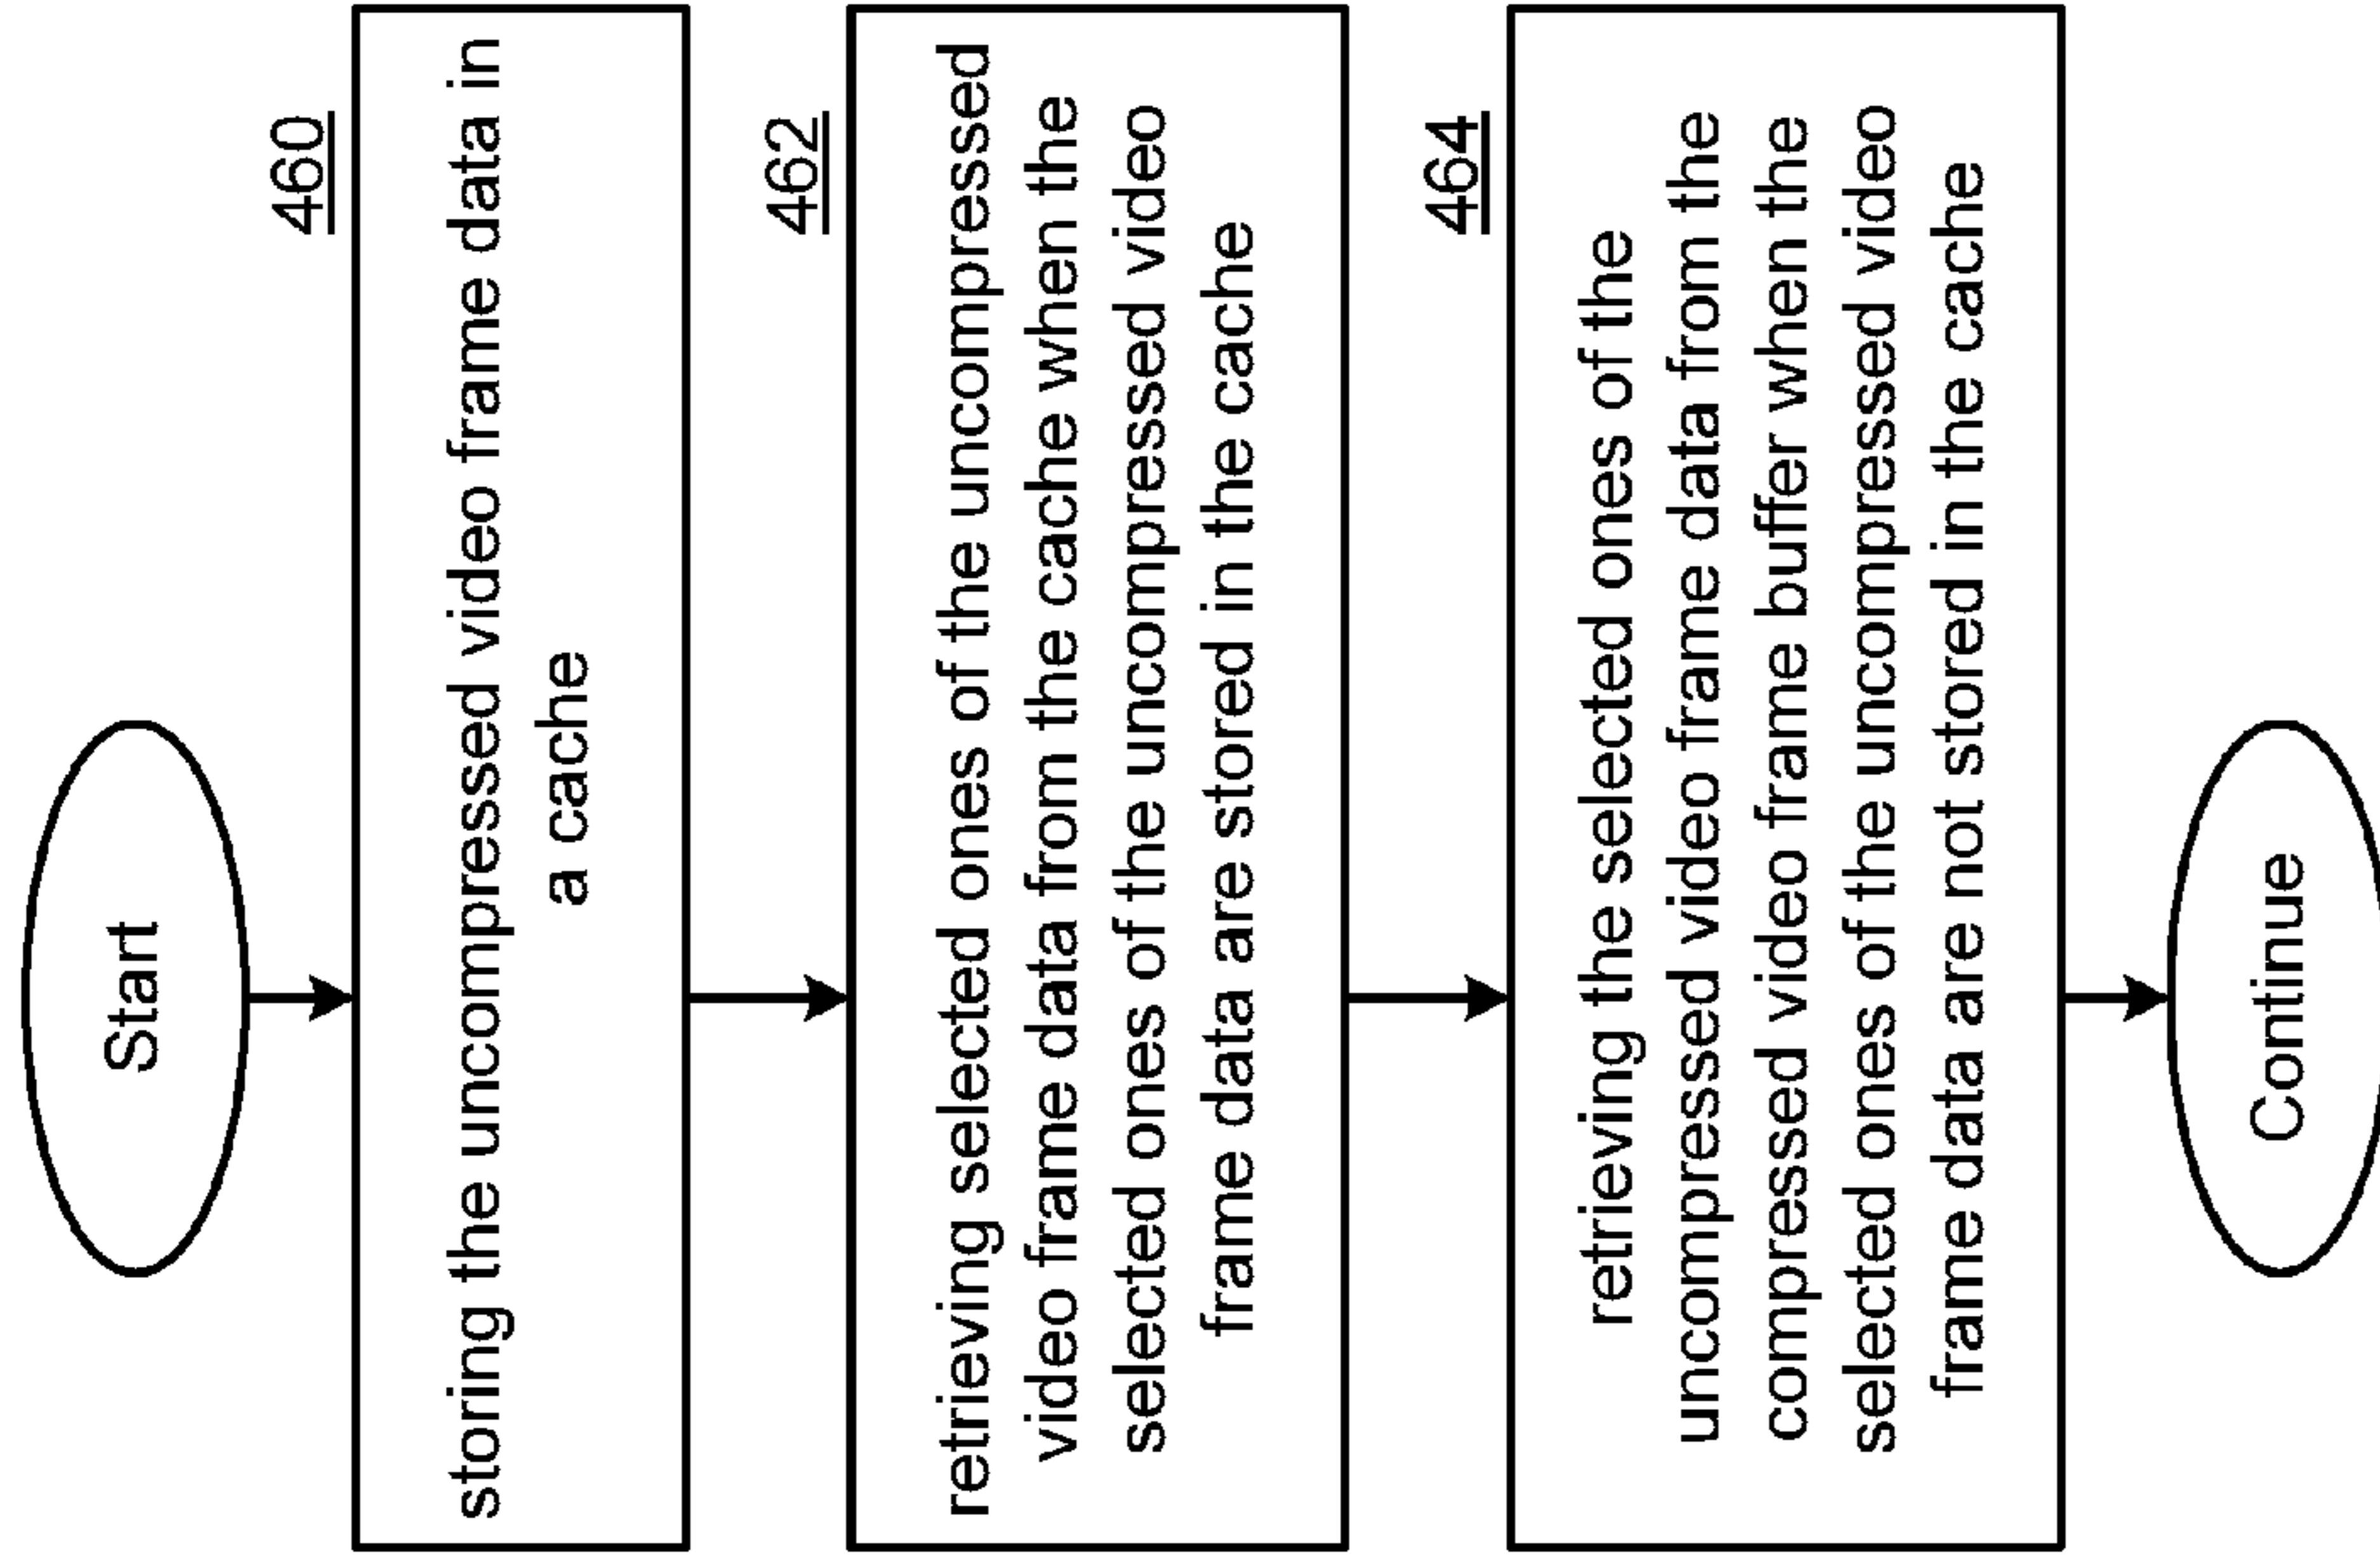 Start
460
storing the uncompressed video frame data in
a cache
462
retrieving selected ones of the uncompressed
video frame data from the cache when the
selected ones of the uncompressed video
frame data are stored in the cache
464
retrieving the selected ones of the
uncompressed video frame data from the
compressed video frame buffer when the
selected ones of the uncompressed video
frame data are not stored in the cache
Continue